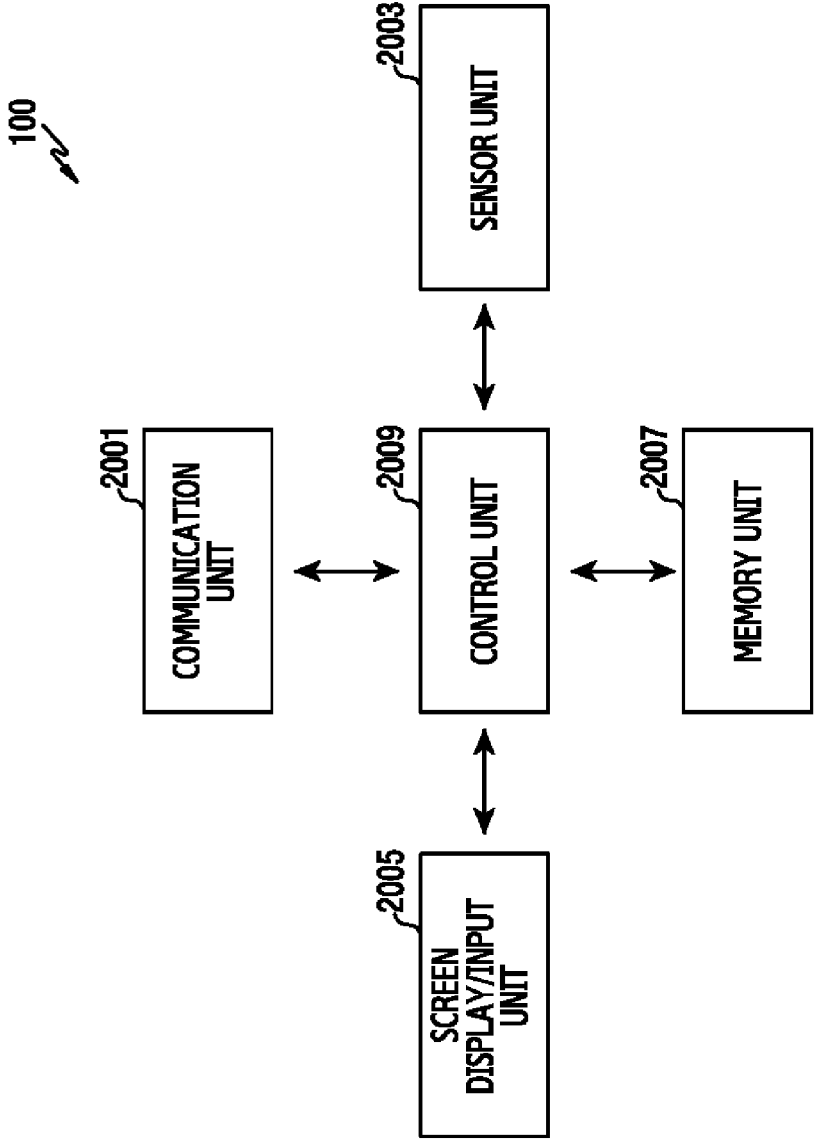 100
2001
COMMUNICATION
UNIT
2005
SCREEN
DISPLAY/INPUT
UNIT
2009
CONTROL UNIT
2003
SENSOR UNIT
2007
MEMORY UNIT